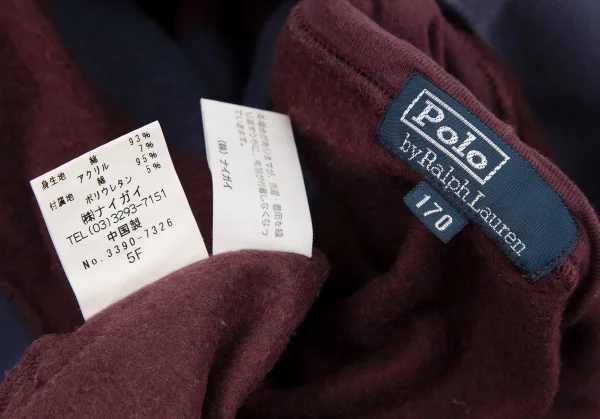 身生地 綿 93%
アクリル 7%
付属地 綿 95%
ポリウレタン 5%
㈱ナイガイ
TEL(03)3293-7151
中国製
No.3390-7326
5F
(株)ナイガイ
Polo
by Ralph Lauren
170